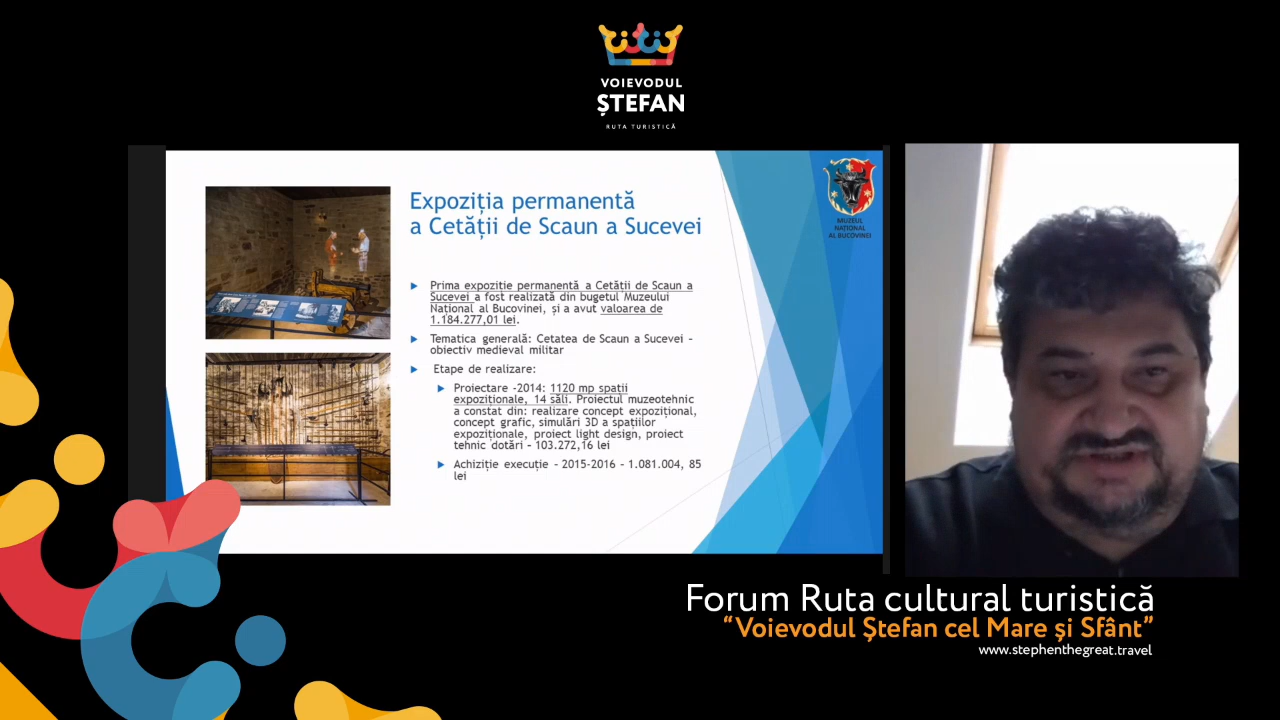 VOIEVODUL
ȘTEFAN
RUTA TURISTICĂ
Expoziția permanentă
a Cetății de Scaun a Sucevei
MUZEUL
NAȚIONAL
AL BUCOVINEI
Prima expoziție permanentă a Cetății de Scaun a
Sucevei a fost realizată din bugetul Muzeului
Național al Bucovinei, și a avut valoarea de
1.184.277,01 lei.
Tematica generală: Cetatea de Scaun a Sucevei –
obiectiv medieval militar
Etape de realizare:
Proiectare -2014: 1120 mp spații
expoziționale, 14 săli. Proiectul muzeotehnic
a constat din: realizare concept expozițional,
concept grafic, simulări 3D a spațiilor
expoziționale, proiect light design, proiect
tehnic dotări – 103.272,16 lei
Achiziție execuție - 2015-2016 – 1.081.004, 85
lei
Forum Ruta cultural turistică
“Voievodul Ștefan cel Mare și Sfânt”
www.stephenthegreat.travel